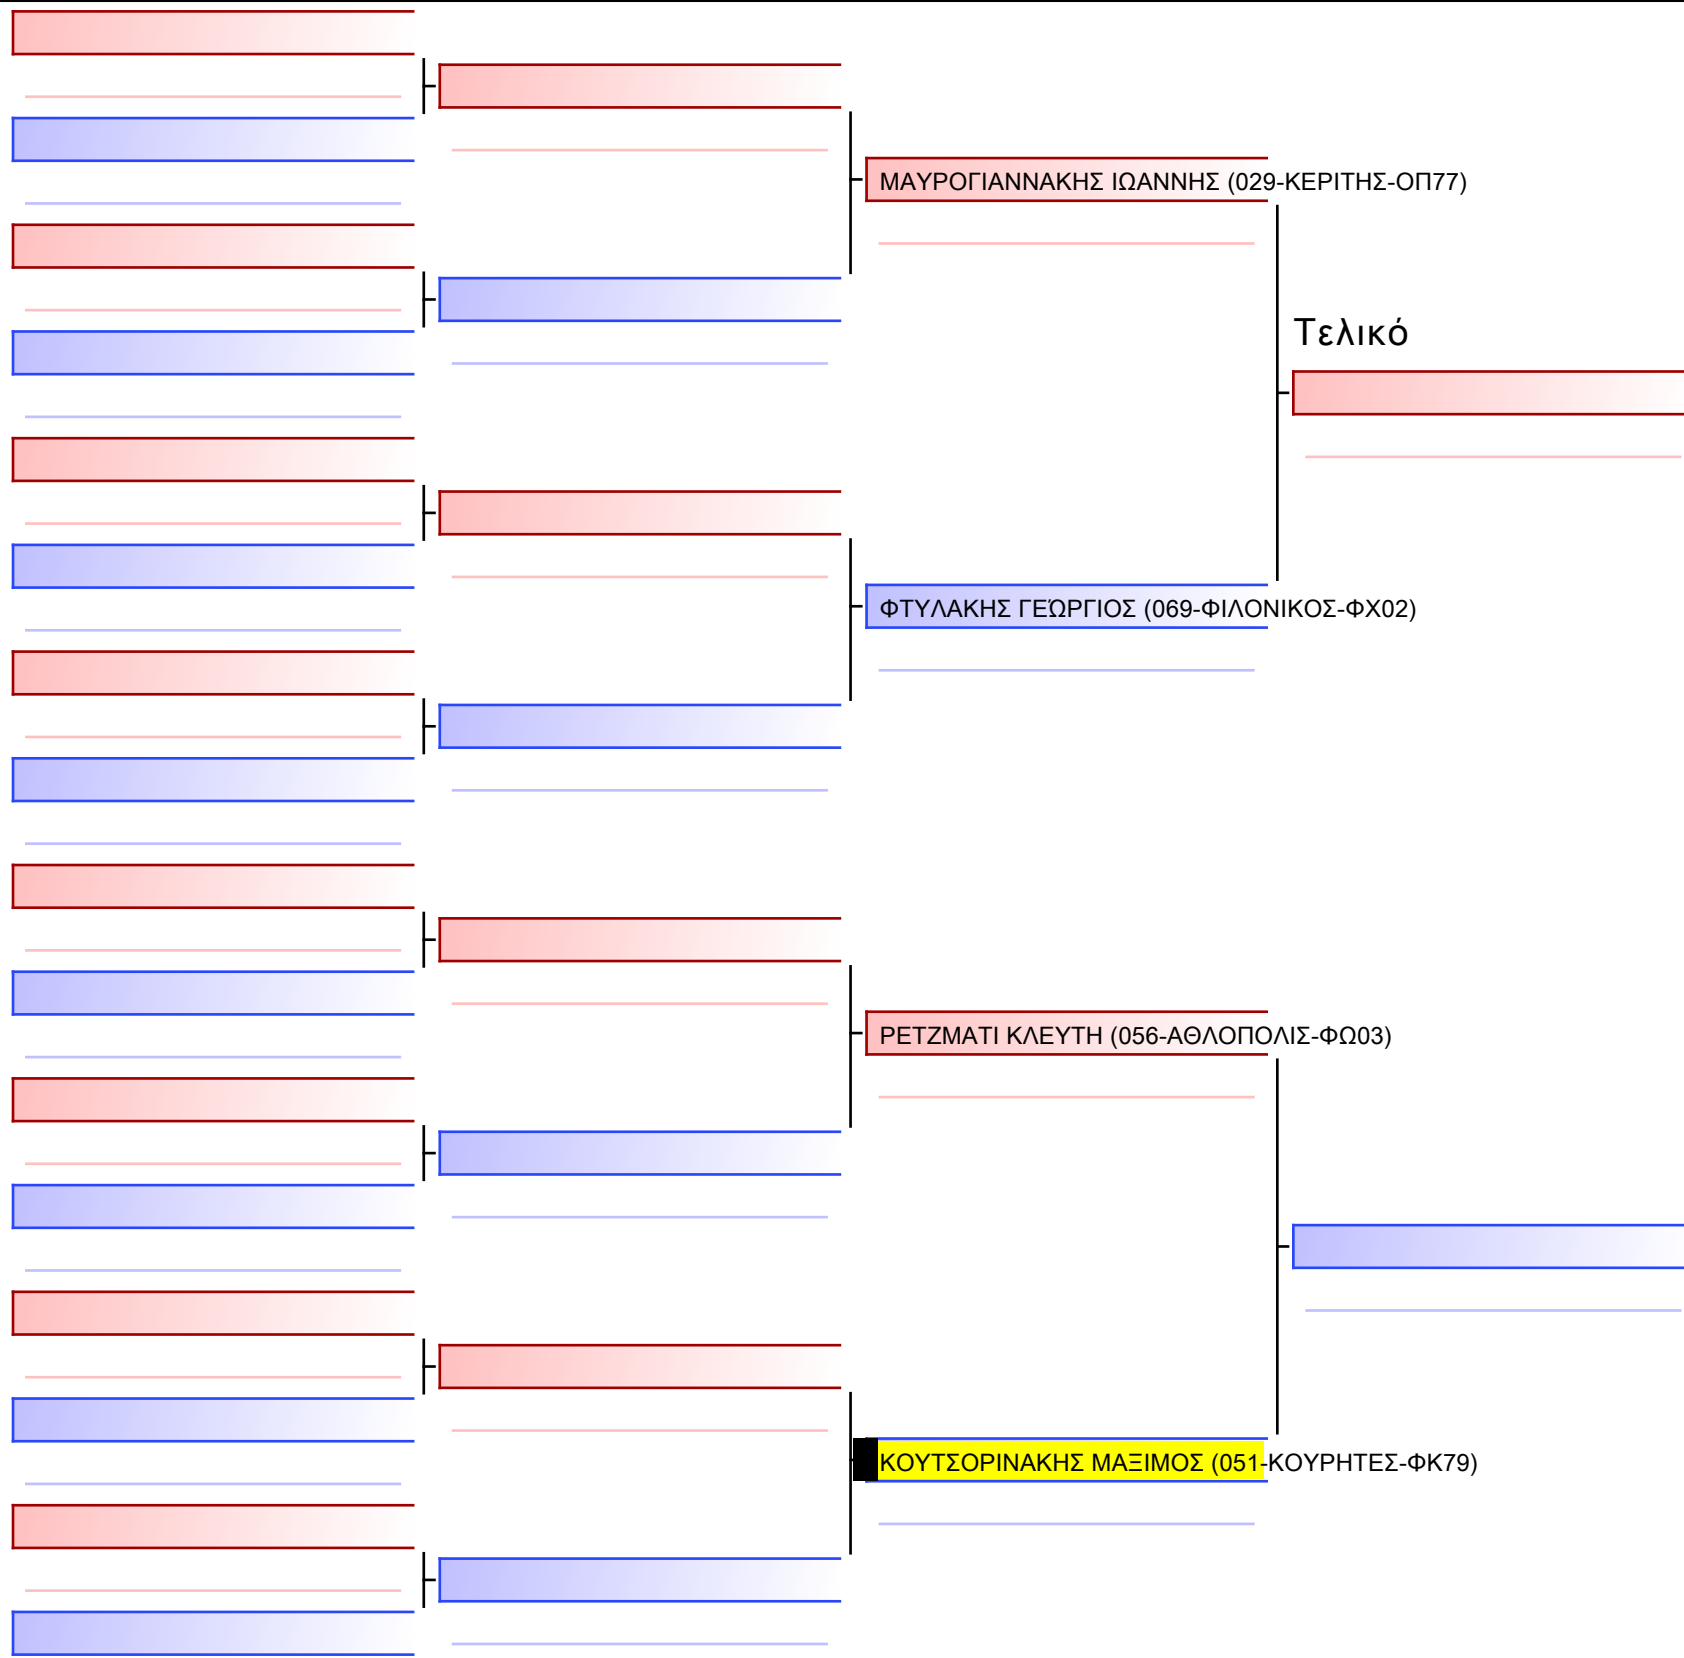 ΜΑΥΡΟΓΙΑΝΝΑΚΗΣ ΙΩΑΝΝΗΣ (029-ΚΕΡΙΤΗΣ-ΟΠ77)
Τελικό
ΦΤΥΛΑΚΗΣ ΓΕΏΡΓΙΟΣ (069-ΦΙΛΟΝΙΚΟΣ-ΦΧ02)
ΡΕΤΖΜΑΤΙ ΚΛΕΥΤΗ (056-ΑΘΛΟΠΟΛΙΣ-ΦΩ03)
ΚΟΥΤΣΟΡΙΝΑΚΗΣ ΜΑΞΙΜΟΣ (051-ΚΟΥΡΗΤΕΣ-ΦΚ79)